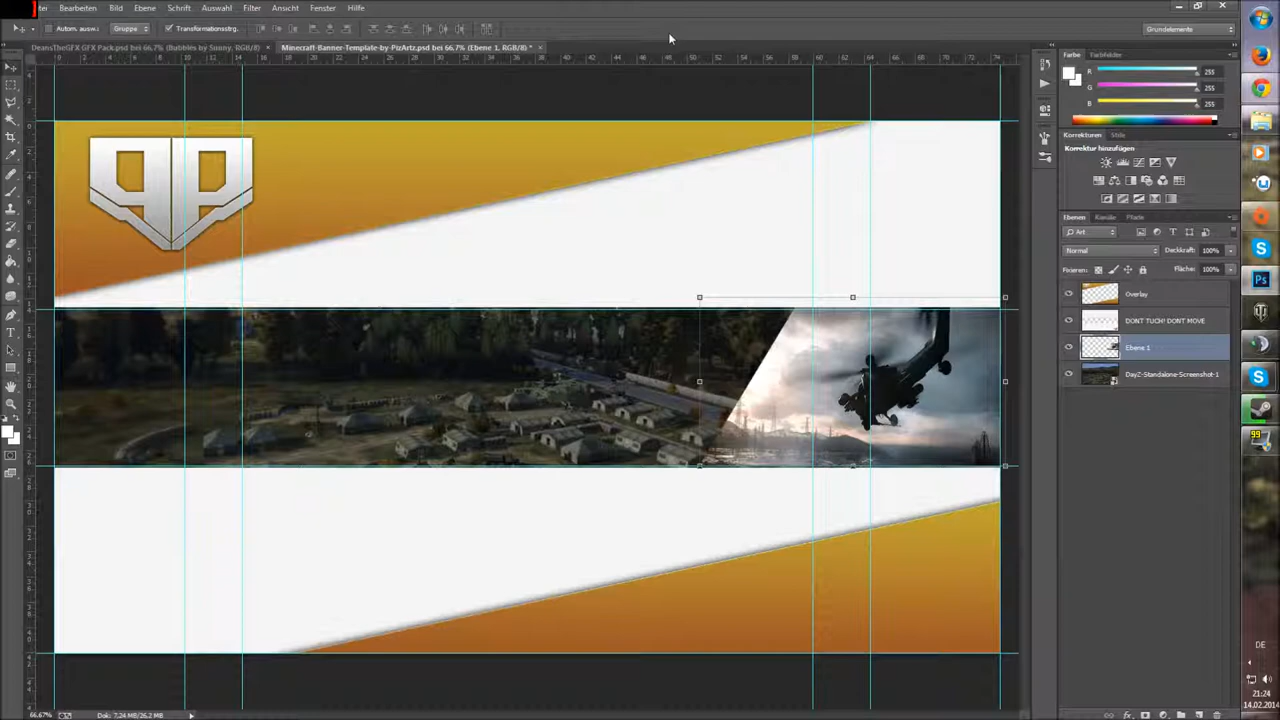 tei Bearbeiten Bild Ebene Schrift Auswahl Filter Ansicht Fenster Hilfe
Autom. ausw.: Gruppe Transformationsstrg. Grundelemente
DeansTheGFX GFX Pack.psd bei 66.7% (Bubbles by Sunny, RGB/8) × Minecraft-Banner-Template-by PizArtz.psd bei 66,7% (Ebene 1, RGB/8) * ×
Farbe Farbfelder
R 255
G 255
B 255
Korrekturen Stile
Korrektur hinzufügen
Ebenen Kanäle Pfade
Art
Normal Deckkraft: 100%
Fixieren: Fläche: 100%
Overlay
DONT TUCH! DONT MOVE
Ebene 1
DayZ-Standalone-Screenshot-1
99
DE
21:24
14.02.2014
66.67% Dok: 7,24 MB/26,2 MB